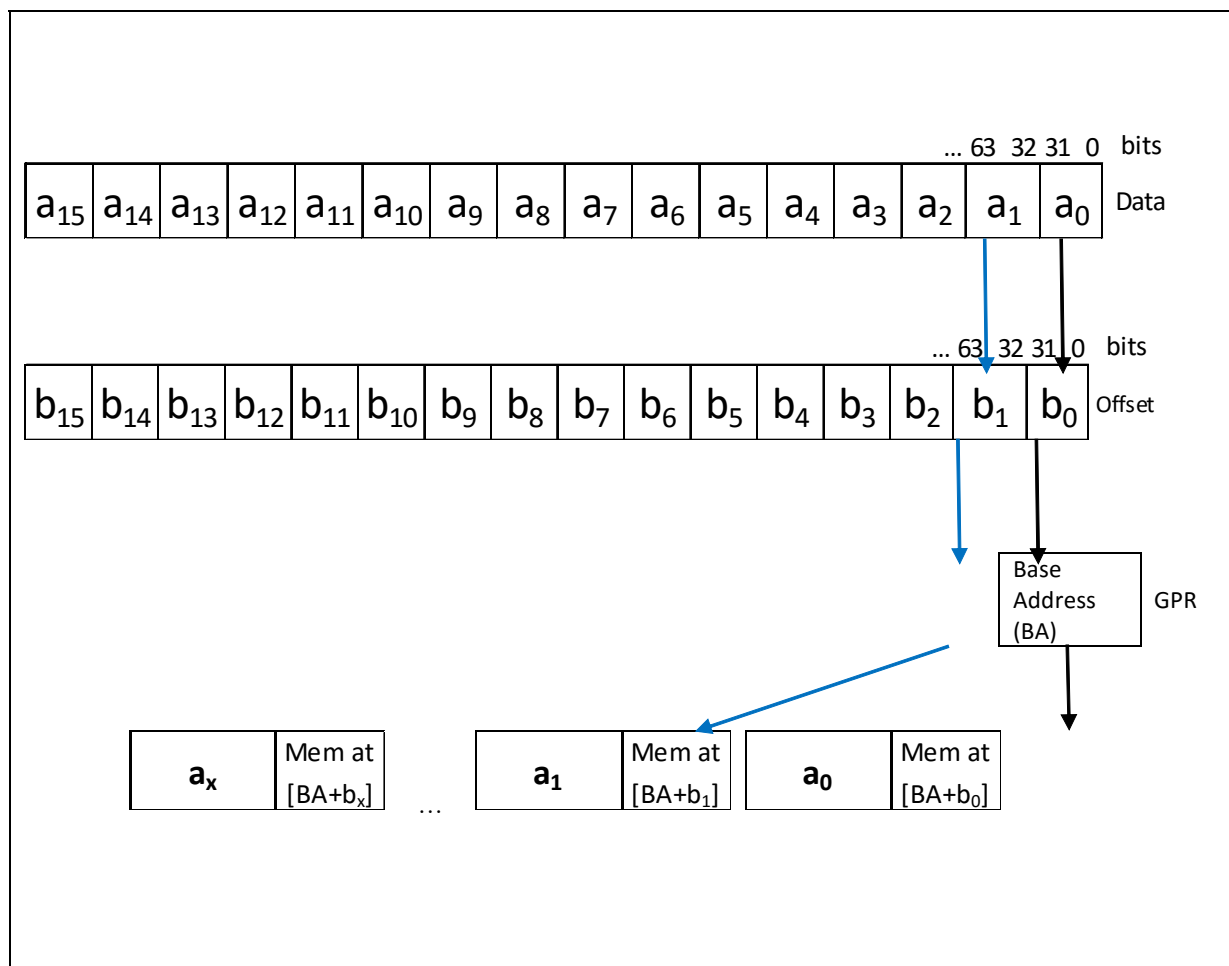 ... 63 32 31 0 bits
a15 a14 a13 a12 a11 a10 a9 a8 a7 a6 a5 a4 a3 a2 a1 a0 Data
... 63 32 31 0 bits
b15 b14 b13 b12 b11 b10 b9 b8 b7 b6 b5 b4 b3 b2 b1 b0 Offset
Base
Address
(BA)
GPR
ax
Mem at
[BA+bx]
...
a1
Mem at
[BA+b1]
a0
Mem at
[BA+b0]